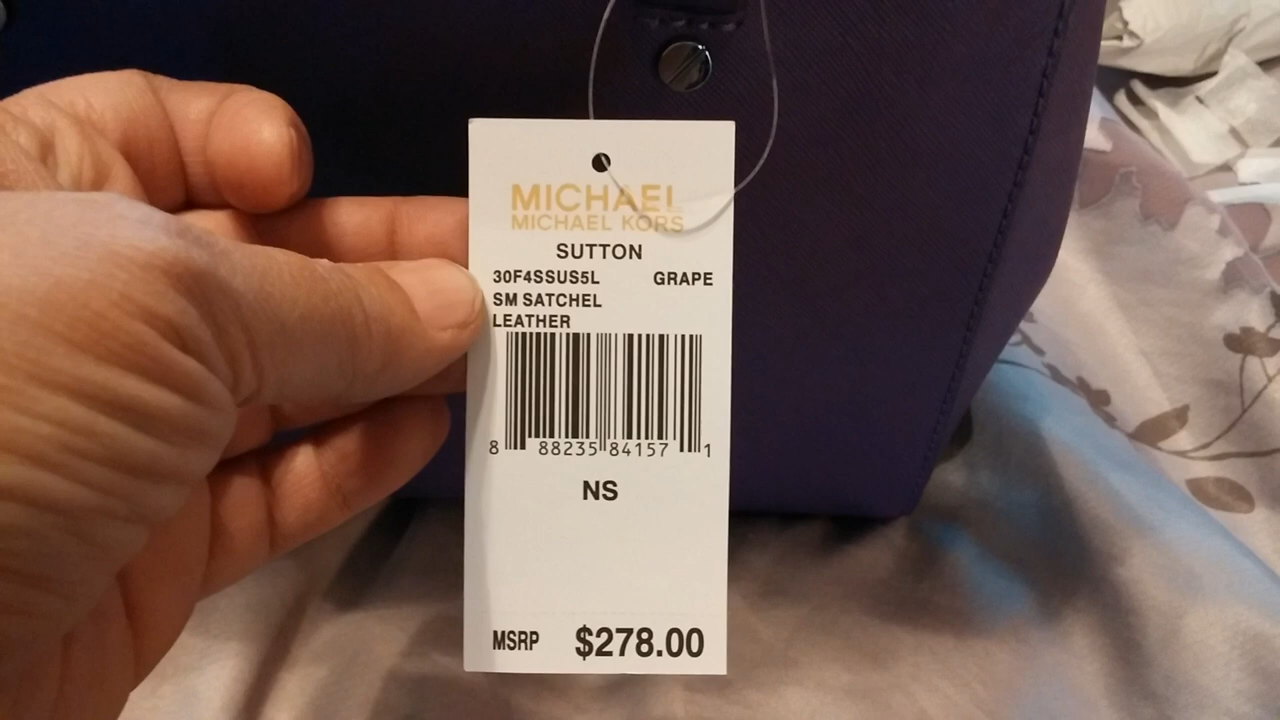 MICHAEL
MICHAEL KORS
SUTTON
30F4SSUS5L GRAPE
SM SATCHEL
LEATHER
8 88235 84157 1
NS
MSRP $278.00